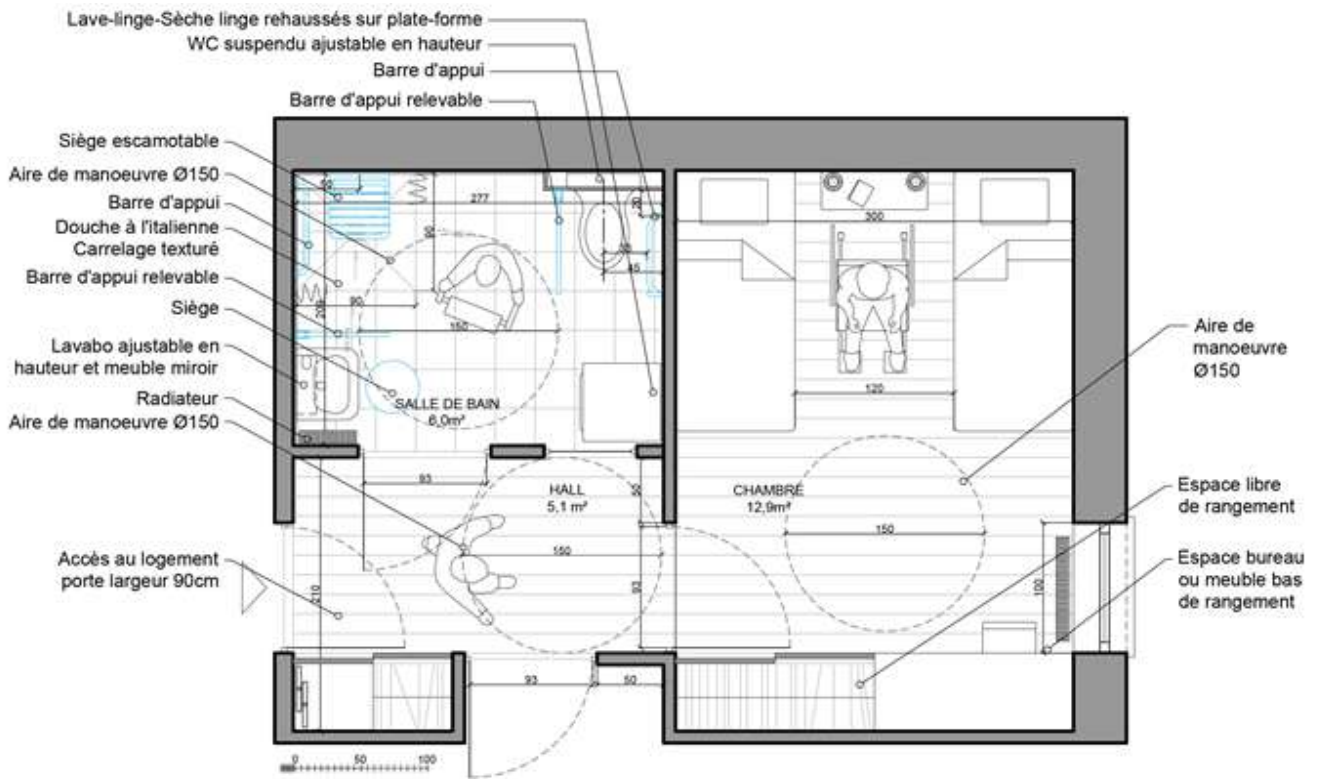 Lave-linge-Sèche linge rehaussés sur plate-forme
WC suspendu ajustable en hauteur
Barre d'appui
Barre d'appui relevable
Siège escamotable
Aire de manoeuvre Ø150
Barre d'appui
Douche à l'italienne
Carrelage texturé
Barre d'appui relevable
Siège
Lavabo ajustable en
hauteur et meuble miroir
Radiateur
Aire de manoeuvre Ø150
Accès au logement
porte largeur 90cm
277
90
20
45
90
150
SALLE DE BAIN
6,0m²
93
HALL
5,1 m²
50
150
93
210
93
50
0 50 100
300
120
CHAMBRE
12,9m²
150
100
Aire de
manoeuvre
Ø150
Espace libre
de rangement
Espace bureau
ou meuble bas
de rangement